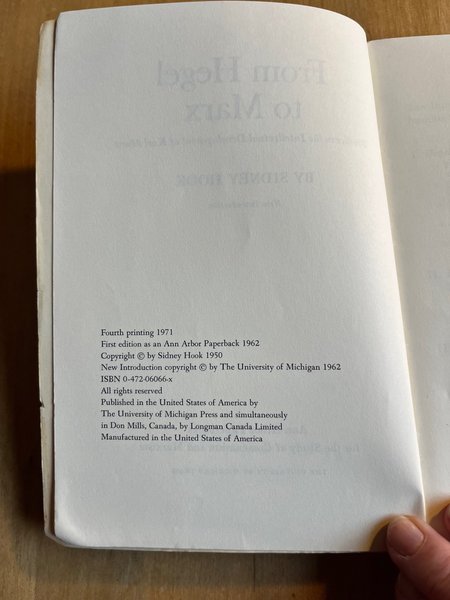 Fourth printing 1971
First edition as an Ann Arbor Paperback 1962
Copyright © by Sidney Hook 1950
New Introduction copyright © by The University of Michigan 1962
ISBN 0-472-06066-x
All rights reserved
Published in the United States of America by
The University of Michigan Press and simultaneously
in Don Mills, Canada, by Longman Canada Limited
Manufactured in the United States of America